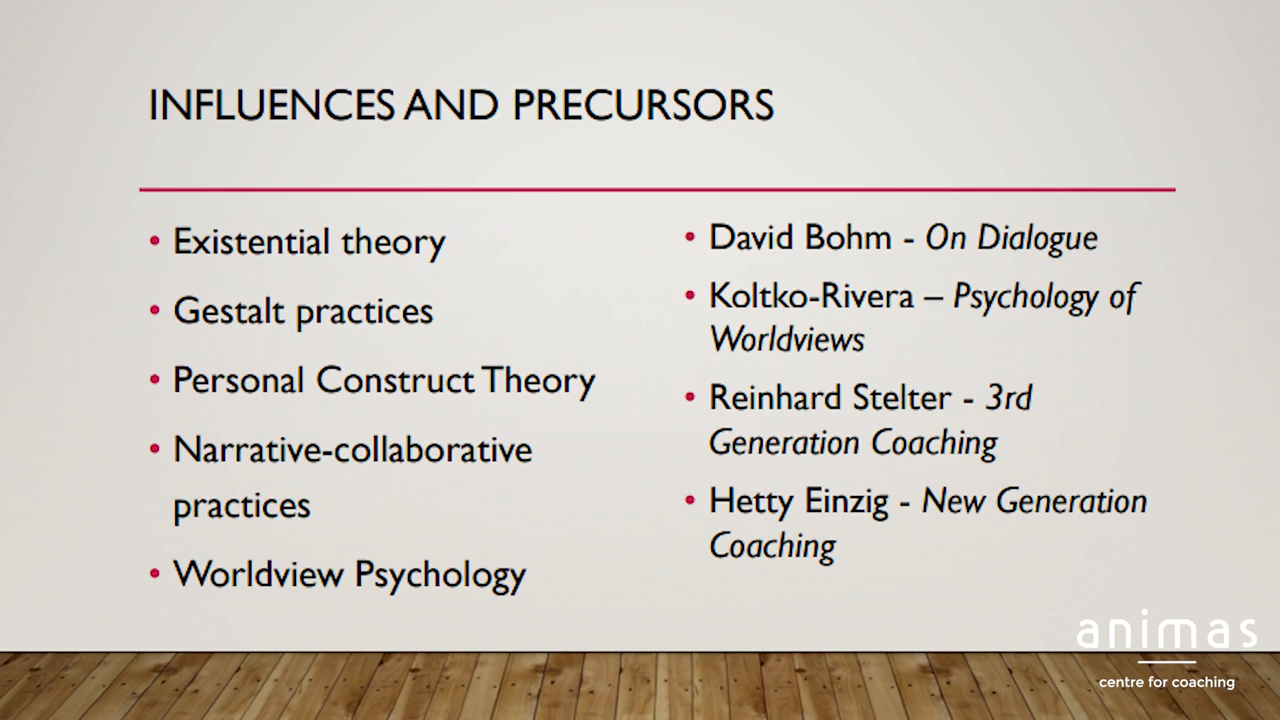 INFLUENCES AND PRECURSORS
• Existential theory
• Gestalt practices
• Personal Construct Theory
• Narrative-collaborative
practices
• Worldview Psychology
• David Bohm - On Dialogue
• Koltko-Rivera – Psychology of
Worldviews
• Reinhard Stelter - 3rd
Generation Coaching
• Hetty Einzig - New Generation
Coaching
animas
centre for coaching